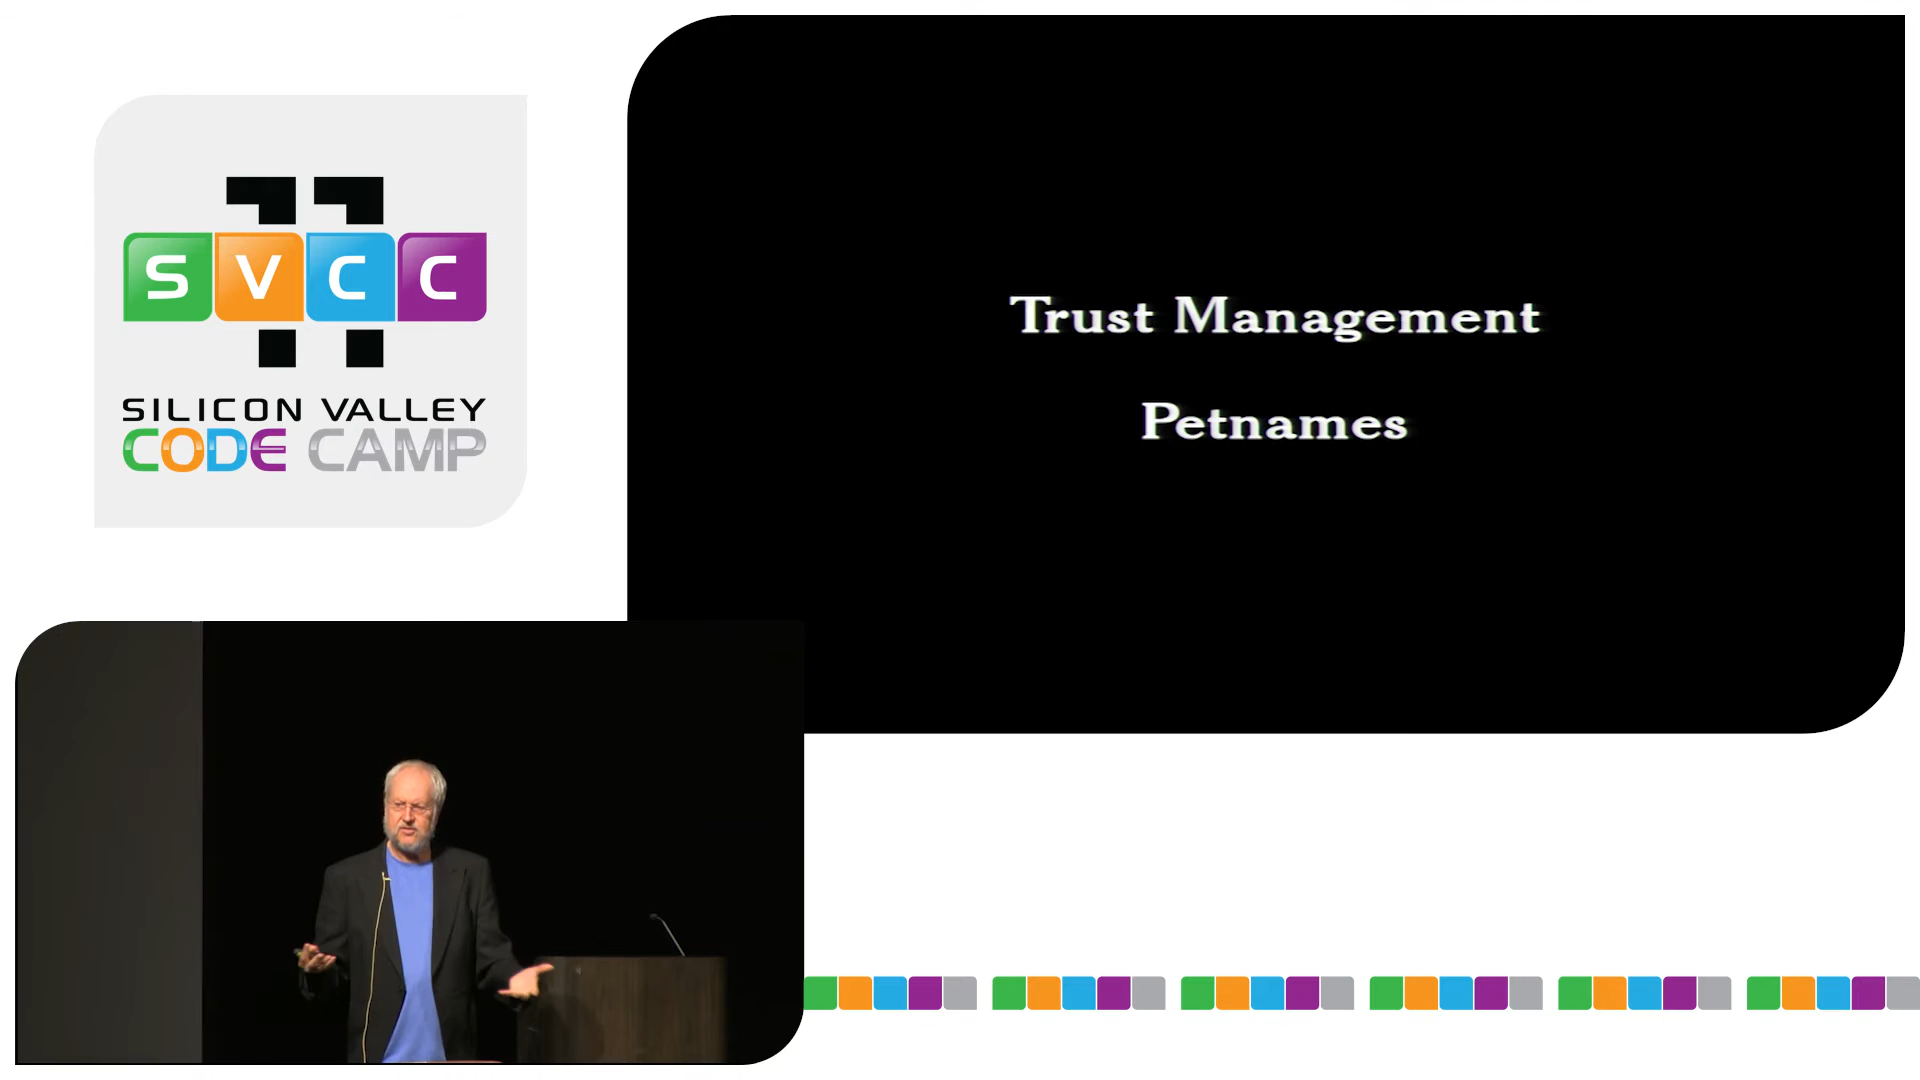 SVCC
SILICON VALLEY
CODE CAMP
Trust Management
Petnames